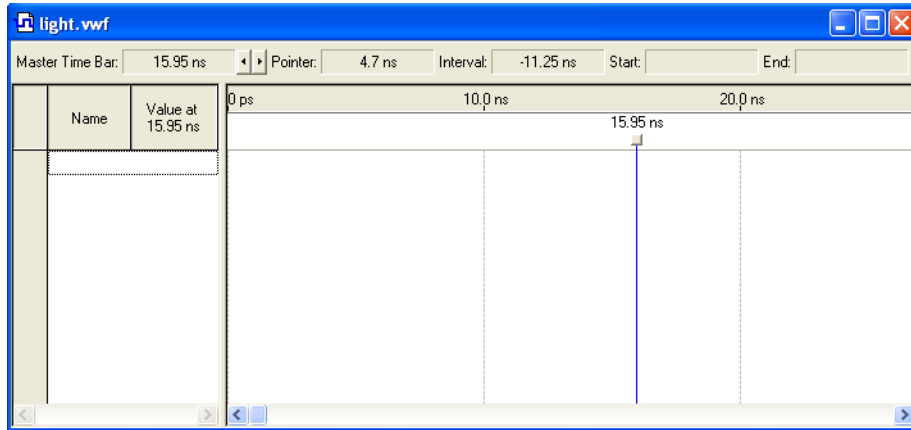 light.vwf
Master Time Bar: 15.95 ns Pointer: 4.7 ns Interval: -11.25 ns Start: End:
Name
Value at
15.95 ns
0 ps 10.0 ns 20.0 ns
15.95 ns